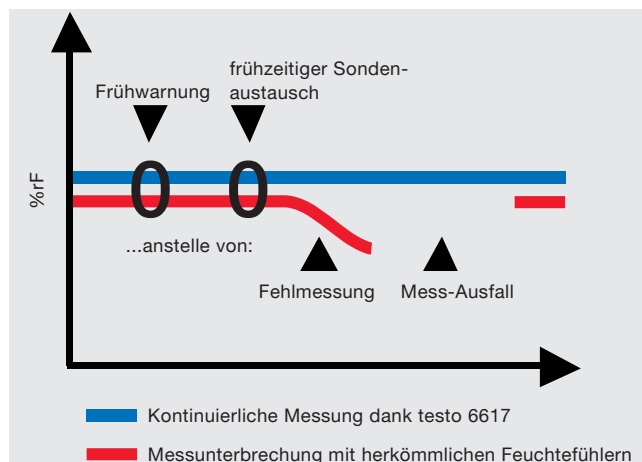 frühzeitiger Sonden-
austausch
Frühwarnung
0 0
%rF
...anstelle von:
Fehlmessung Mess-Ausfall
Kontinuierliche Messung dank testo 6617
Messunterbrechung mit herkömmlichen Feuchtefühlern